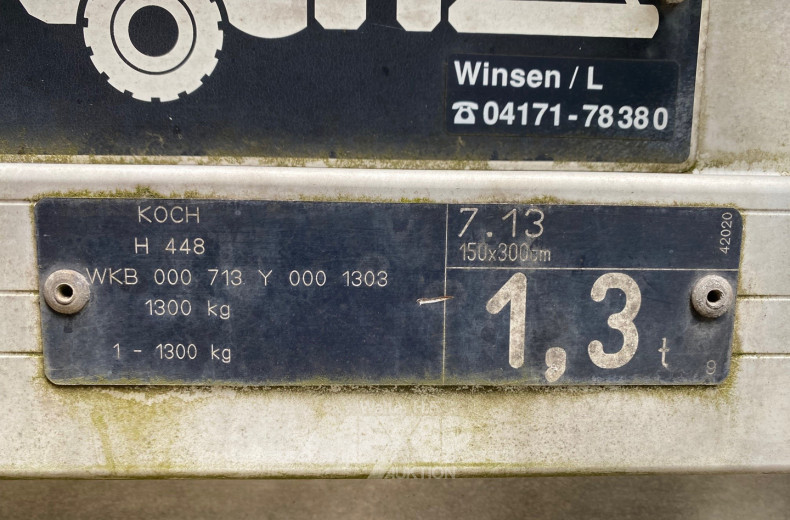 Winsen / L
☎ 04171-78380
KOCH
H 448
WKB 000 713 Y 000 1303
1300 kg
1 - 1300 kg
7.13
150x300cm
42020
1,3 t
9
AUKTION